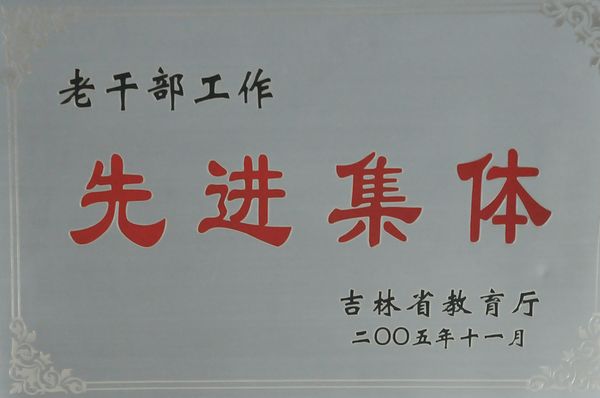 老干部工作
先进集体
吉林省教育厅
二〇〇五年十一月